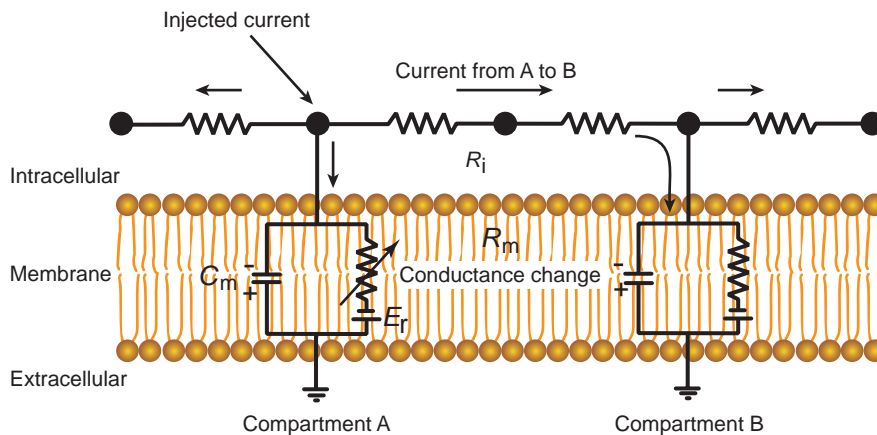 Injected current
Current from A to B
Ri
Intracellular
Rm
Membrane
Cm
-
+
Conductance change
-
+
Er
Extracellular
Compartment A
Compartment B